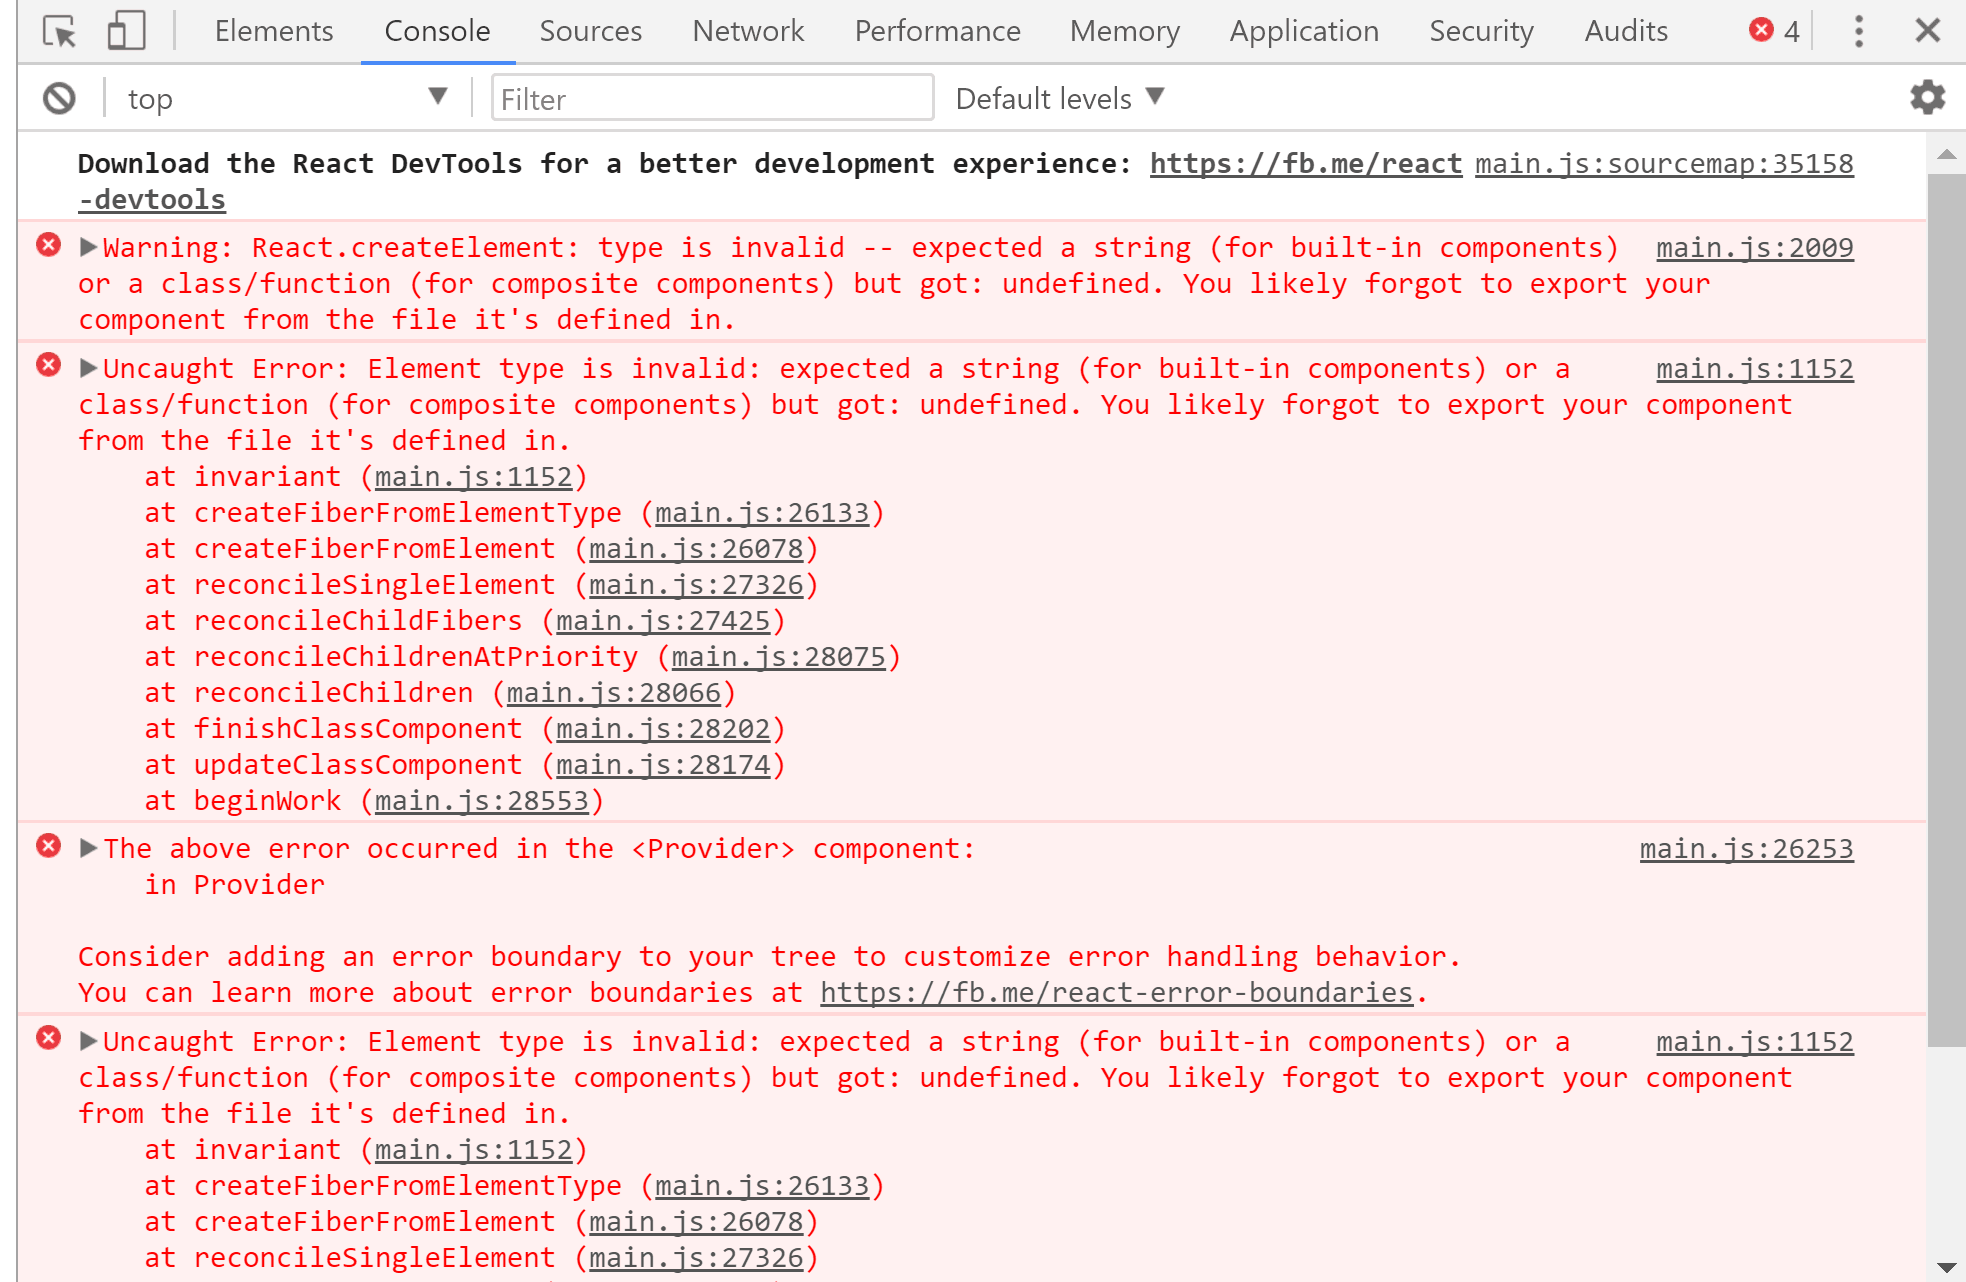 Elements Console Sources Network Performance Memory Application Security Audits 4
top Filter Default levels
Download the React DevTools for a better development experience: https://fb.me/react main.js:sourcemap:35158
-devtools
Warning: React.createElement: type is invalid -- expected a string (for built-in components) main.js:2009
or a class/function (for composite components) but got: undefined. You likely forgot to export your
component from the file it's defined in.
Uncaught Error: Element type is invalid: expected a string (for built-in components) or a main.js:1152
class/function (for composite components) but got: undefined. You likely forgot to export your component
from the file it's defined in.
at invariant (main.js:1152)
at createFiberFromElementType (main.js:26133)
at createFiberFromElement (main.js:26078)
at reconcileSingleElement (main.js:27326)
at reconcileChildFibers (main.js:27425)
at reconcileChildrenAtPriority (main.js:28075)
at reconcileChildren (main.js:28066)
at finishClassComponent (main.js:28202)
at updateClassComponent (main.js:28174)
at beginWork (main.js:28553)
The above error occurred in the <Provider> component: main.js:26253
in Provider
Consider adding an error boundary to your tree to customize error handling behavior.
You can learn more about error boundaries at https://fb.me/react-error-boundaries.
Uncaught Error: Element type is invalid: expected a string (for built-in components) or a main.js:1152
class/function (for composite components) but got: undefined. You likely forgot to export your component
from the file it's defined in.
at invariant (main.js:1152)
at createFiberFromElementType (main.js:26133)
at createFiberFromElement (main.js:26078)
at reconcileSingleElement (main.js:27326)